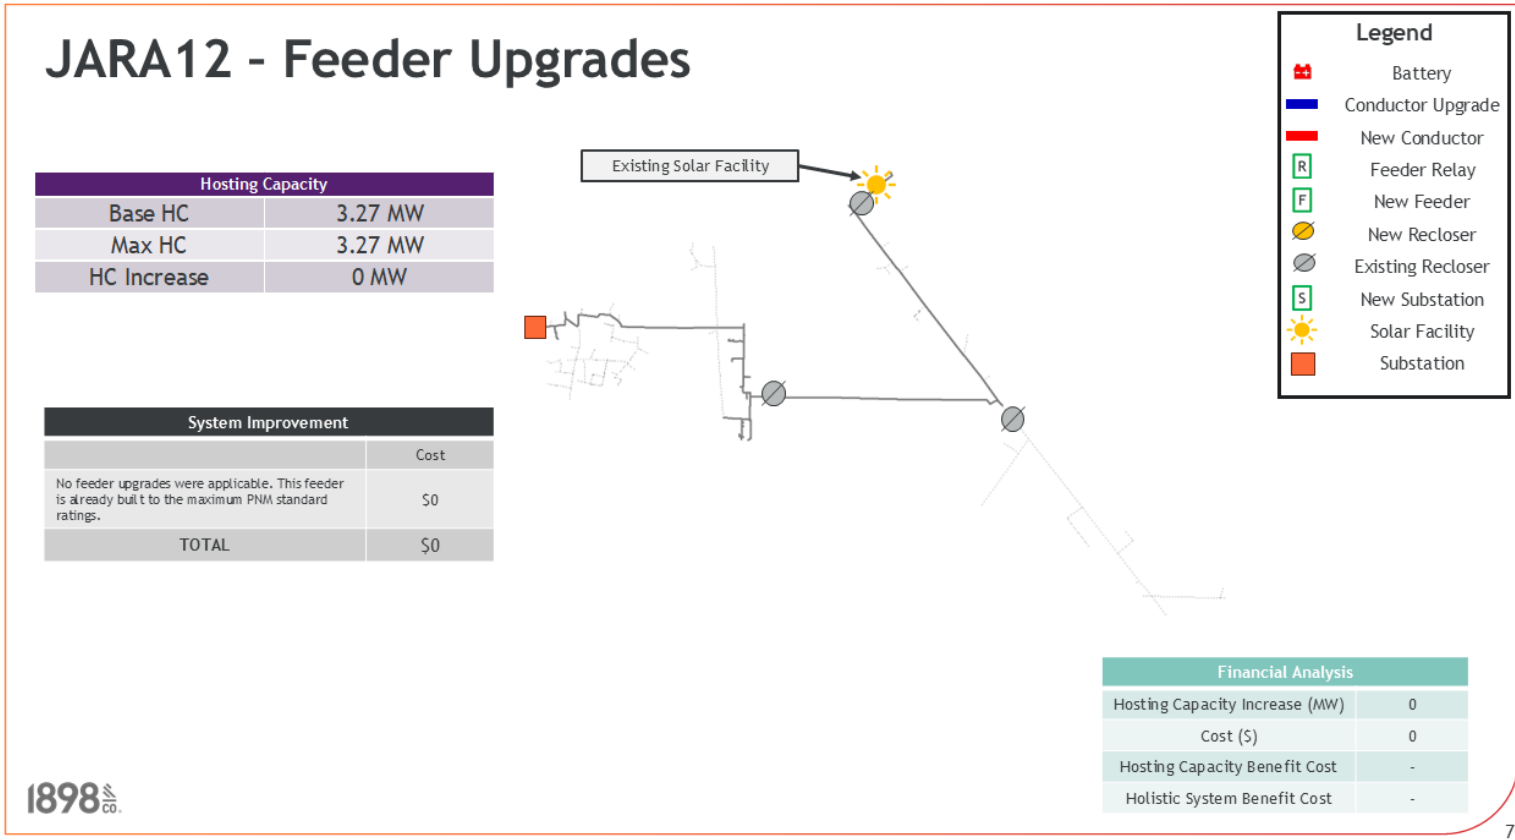 JARA12 - Feeder Upgrades
Legend
Battery
Conductor Upgrade
New Conductor
R Feeder Relay
F New Feeder
New Recloser
Existing Recloser
S New Substation
Solar Facility
Substation
Existing Solar Facility
Hosting Capacity
Base HC 3.27 MW
Max HC 3.27 MW
HC Increase 0 MW
System Improvement
Cost
No feeder upgrades were applicable. This feeder
is already built to the maximum PNM standard
ratings.
$0
TOTAL $0
Financial Analysis
Hosting Capacity Increase (MW) 0
Cost ($) 0
Hosting Capacity Benefit Cost -
Holistic System Benefit Cost -
1898 & CO.
7